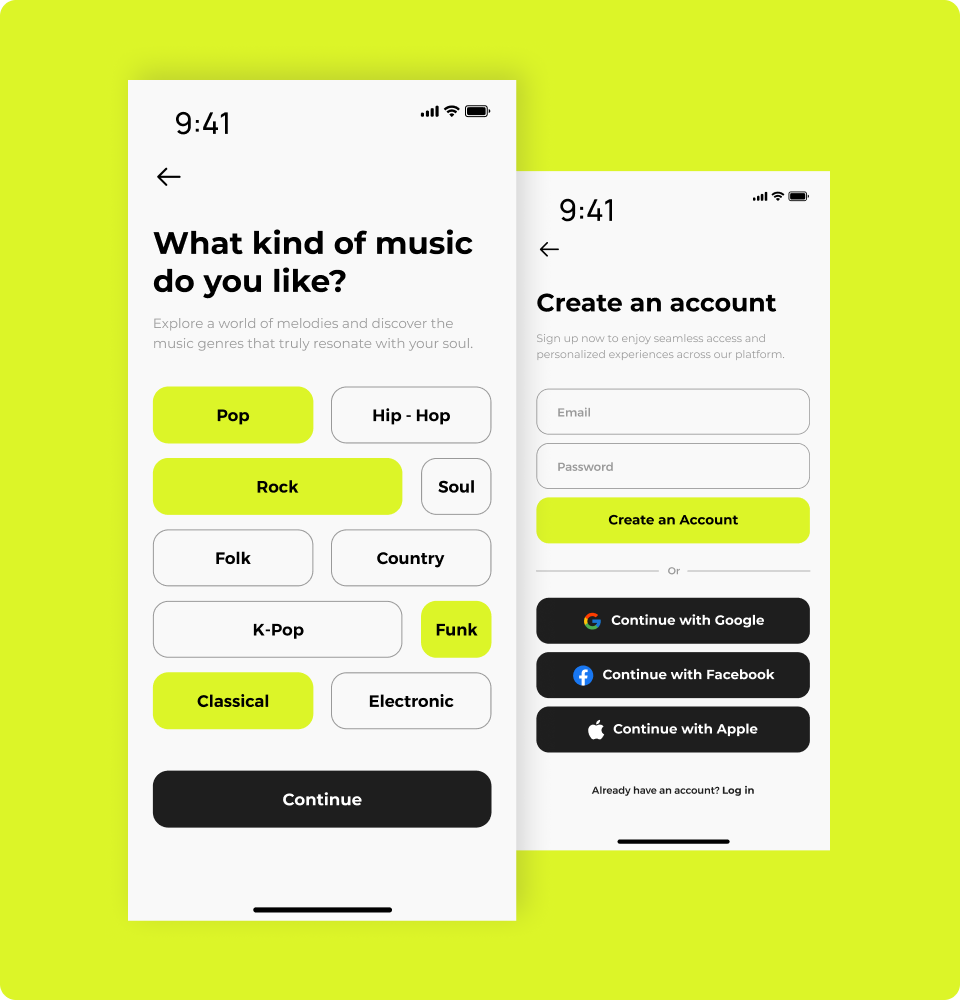 9:41
What kind of music
do you like?
Explore a world of melodies and discover the
music genres that truly resonate with your soul.
Pop
Hip - Hop
Rock
Soul
Folk
Country
K-Pop
Funk
Classical
Electronic
Continue
9:41
Create an account
Sign up now to enjoy seamless access and
personalized experiences across our platform.
Email
Password
Create an Account
Or
Continue with Google
Continue with Facebook
Continue with Apple
Already have an account? Log in